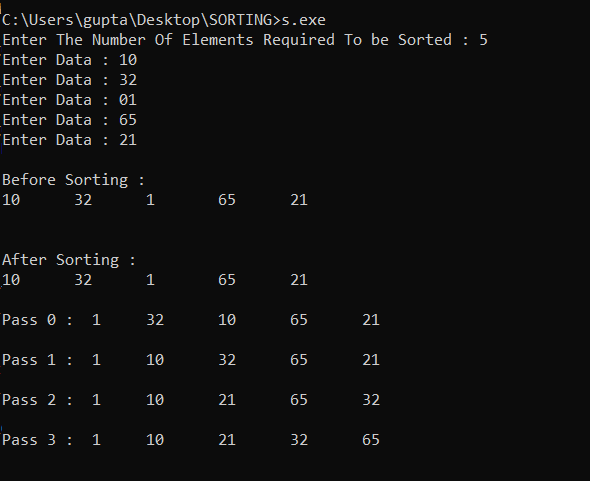 C:\Users\gupta\Desktop\SORTING>s.exe
Enter The Number Of Elements Required To be Sorted : 5
Enter Data : 10
Enter Data : 32
Enter Data : 01
Enter Data : 65
Enter Data : 21
Before Sorting :
10 32 1 65 21
After Sorting :
10 32 1 65 21
Pass 0 : 1 32 10 65 21
Pass 1 : 1 10 32 65 21
Pass 2 : 1 10 21 65 32
Pass 3 : 1 10 21 32 65